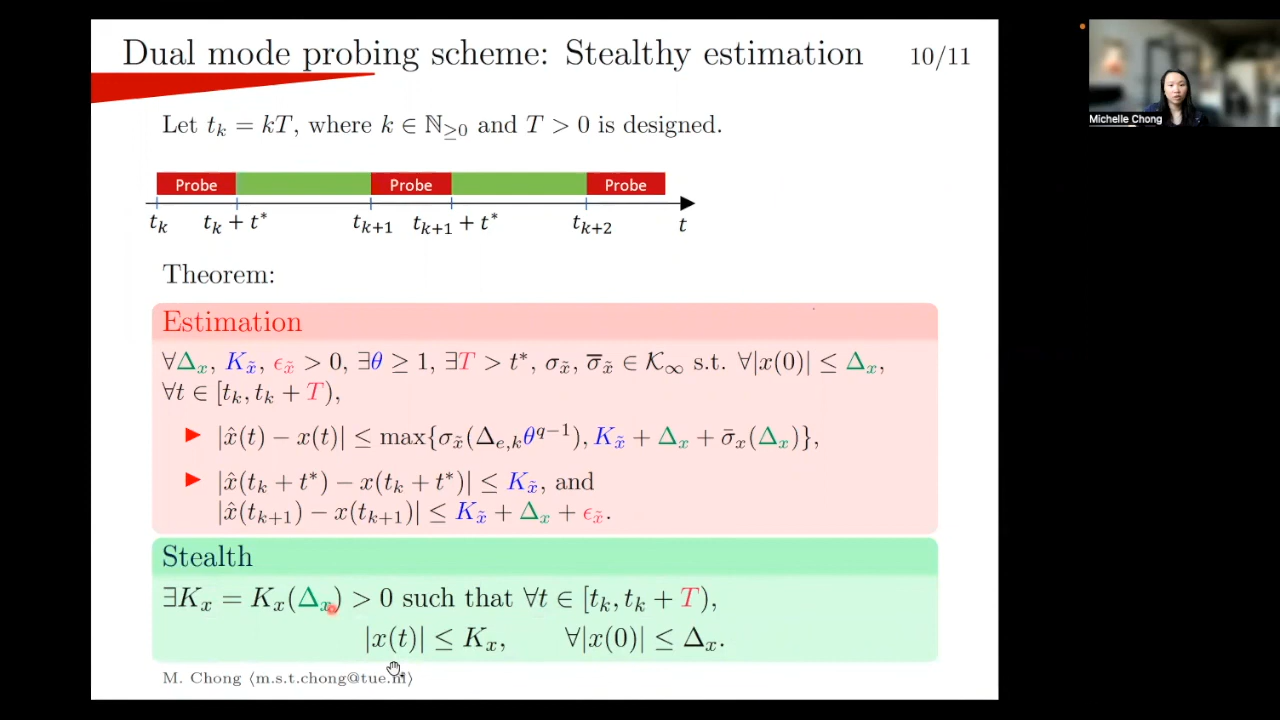 Dual mode probing scheme: Stealthy estimation 10/11
Let t_k = kT, where k ∈ ℕ_{≥0} and T > 0 is designed.
Probe Probe Probe
t_k t_k + t* t_{k+1} t_{k+1} + t* t_{k+2} t
Theorem:
Estimation
∀Δ_x, K_x̃, ϵ_x̃ > 0, ∃θ ≥ 1, ∃T > t*, σ_x̃, σ̅_x̃ ∈ 𝒦_∞ s.t. ∀|x(0)| ≤ Δ_x,
∀t ∈ [t_k, t_k + T),
► |x̂(t) − x(t)| ≤ max{σ_x̃(Δ_{e,k}θ^{q−1}), K_x̃ + Δ_x + σ̄_x(Δ_x)},
► |x̂(t_k + t*) − x(t_k + t*)| ≤ K_x̃, and
|x̂(t_{k+1}) − x(t_{k+1})| ≤ K_x̃ + Δ_x + ϵ_x̃.
Stealth
∃K_x = K_x(Δ_x) > 0 such that ∀t ∈ [t_k, t_k + T),
|x(t)| ≤ K_x, ∀|x(0)| ≤ Δ_x.
M. Chong ⟨m.s.t.chong@tue.nl⟩
Michelle Chong